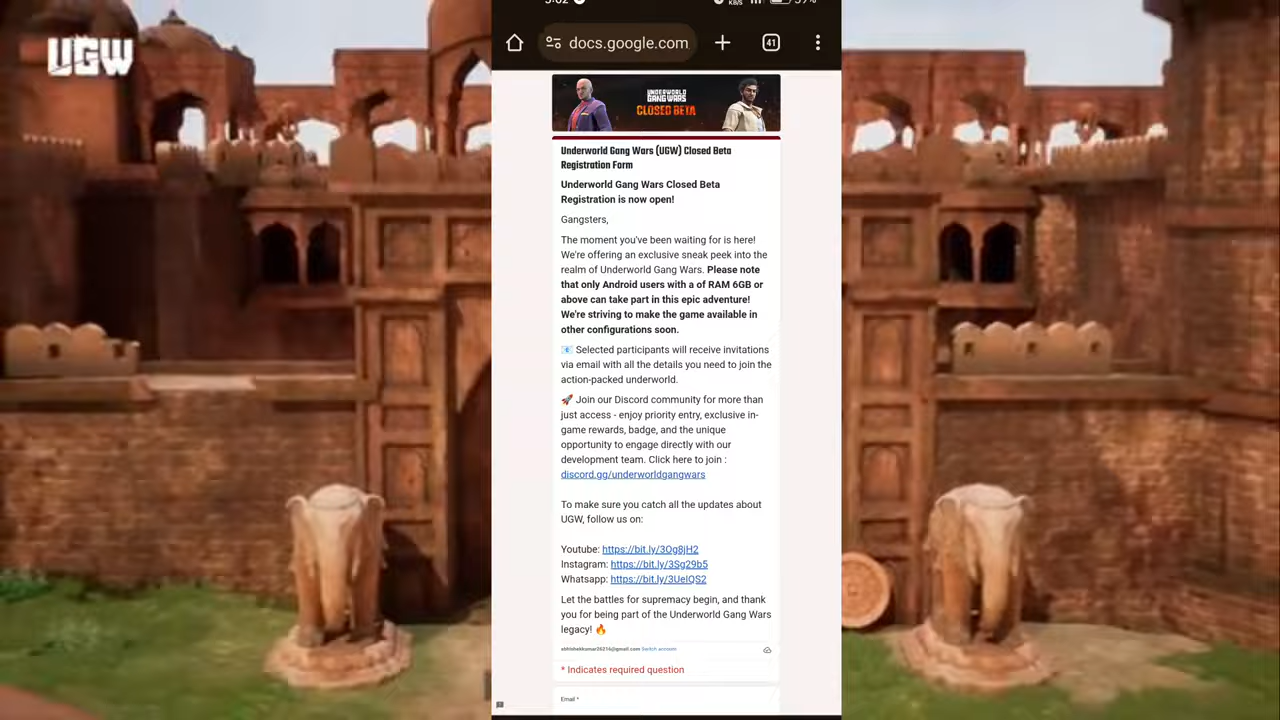 UGW
docs.google.com
41
UNDERWORLD
GANG WARS
CLOSED BETA
Underworld Gang Wars (UGW) Closed Beta
Registration Form
Underworld Gang Wars Closed Beta
Registration is now open!
Gangsters,
The moment you've been waiting for is here!
We're offering an exclusive sneak peek into the
realm of Underworld Gang Wars. Please note
that only Android users with a of RAM 6GB or
above can take part in this epic adventure!
We're striving to make the game available in
other configurations soon.
📧 Selected participants will receive invitations
via email with all the details you need to join the
action-packed underworld.
🚀 Join our Discord community for more than
just access - enjoy priority entry, exclusive in-
game rewards, badge, and the unique
opportunity to engage directly with our
development team. Click here to join :
discord.gg/underworldgangwars
To make sure you catch all the updates about
UGW, follow us on:
Youtube: https://bit.ly/3Og8jH2
Instagram: https://bit.ly/3Sg29b5
Whatsapp: https://bit.ly/3UeIQS2
Let the battles for supremacy begin, and thank
you for being part of the Underworld Gang Wars
legacy! 🔥
abhishekkumar26216@gmail.com Switch account
* Indicates required question
Email *